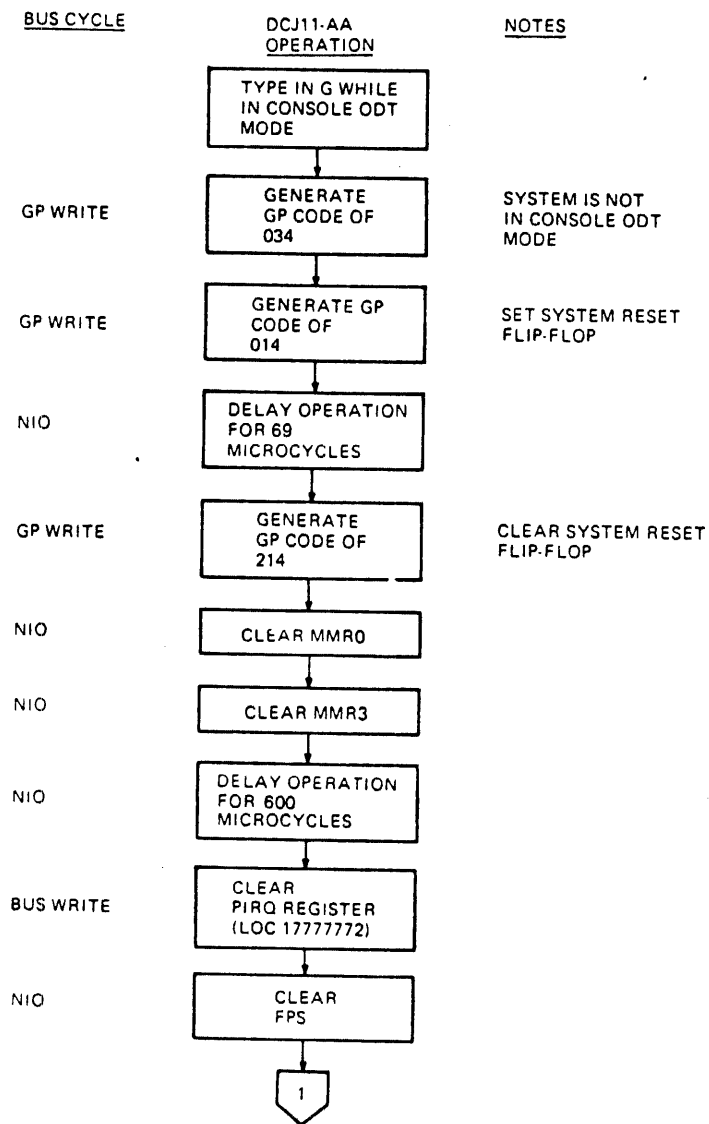 BUS CYCLE
DCJ11-AA
OPERATION
NOTES
TYPE IN G WHILE
IN CONSOLE ODT
MODE
GP WRITE
GENERATE
GP CODE OF
034
SYSTEM IS NOT
IN CONSOLE ODT
MODE
GP WRITE
GENERATE GP
CODE OF
014
SET SYSTEM RESET
FLIP-FLOP
NIO
DELAY OPERATION
FOR 69
MICROCYCLES
GP WRITE
GENERATE
GP CODE OF
214
CLEAR SYSTEM RESET
FLIP-FLOP
NIO
CLEAR MMR0
NIO
CLEAR MMR3
NIO
DELAY OPERATION
FOR 600
MICROCYCLES
BUS WRITE
CLEAR
PIRQ REGISTER
(LOC 17777772)
NIO
CLEAR
FPS
1